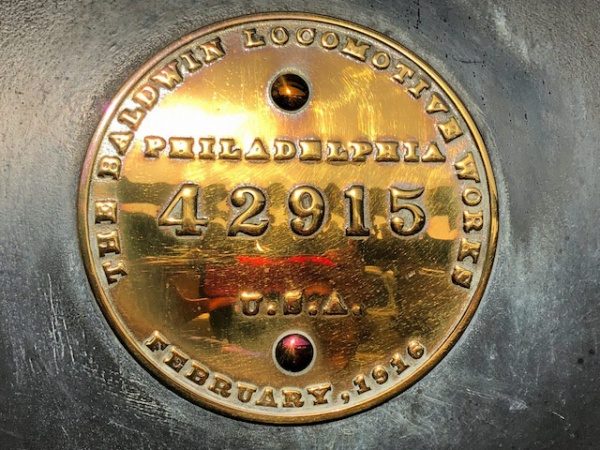 THE BALDWIN LOCOMOTIVE WORKS
PHILADELPHIA
42915
U.S.A.
FEBRUARY, 1916